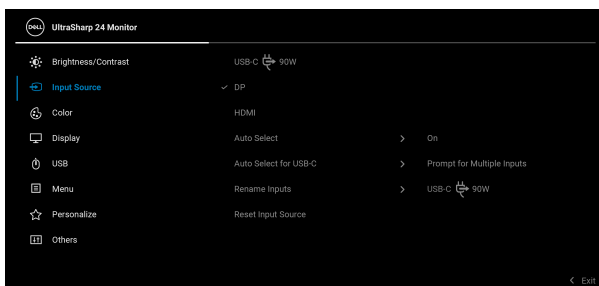 DELL UltraSharp 24 Monitor
Brightness/Contrast USB-C 90W
Input Source DP
Color HDMI
Display Auto Select On
USB Auto Select for USB-C Prompt for Multiple Inputs
Menu Rename Inputs USB-C 90W
Personalize Reset Input Source
Others
Exit